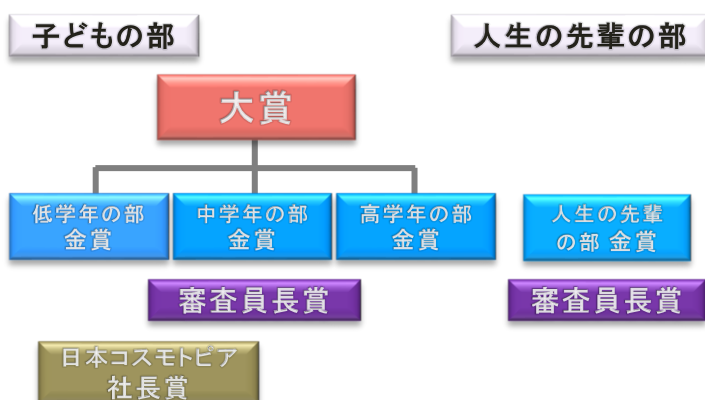 子どもの部
人生の先輩の部
大賞
低学年の部
金賞
中学年の部
金賞
高学年の部
金賞
人生の先輩
の部 金賞
審査員長賞
審査員長賞
日本コスモトピア
社長賞